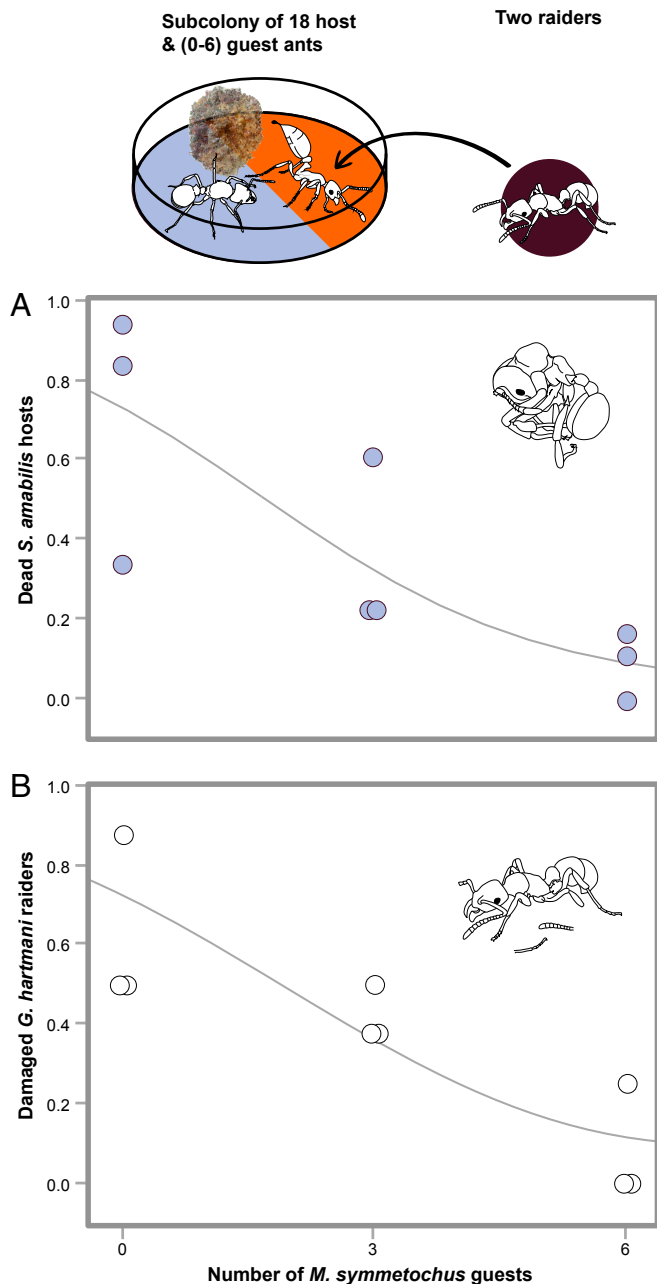 Subcolony of 18 host
& (0-6) guest ants
Two raiders
A
1.0
0.8
0.6
0.4
0.2
0.0
Dead S. amabilis hosts
B
1.0
0.8
0.6
0.4
0.2
0.0
Damaged G. hartmani raiders
0
3
6
Number of M. symmetochus guests